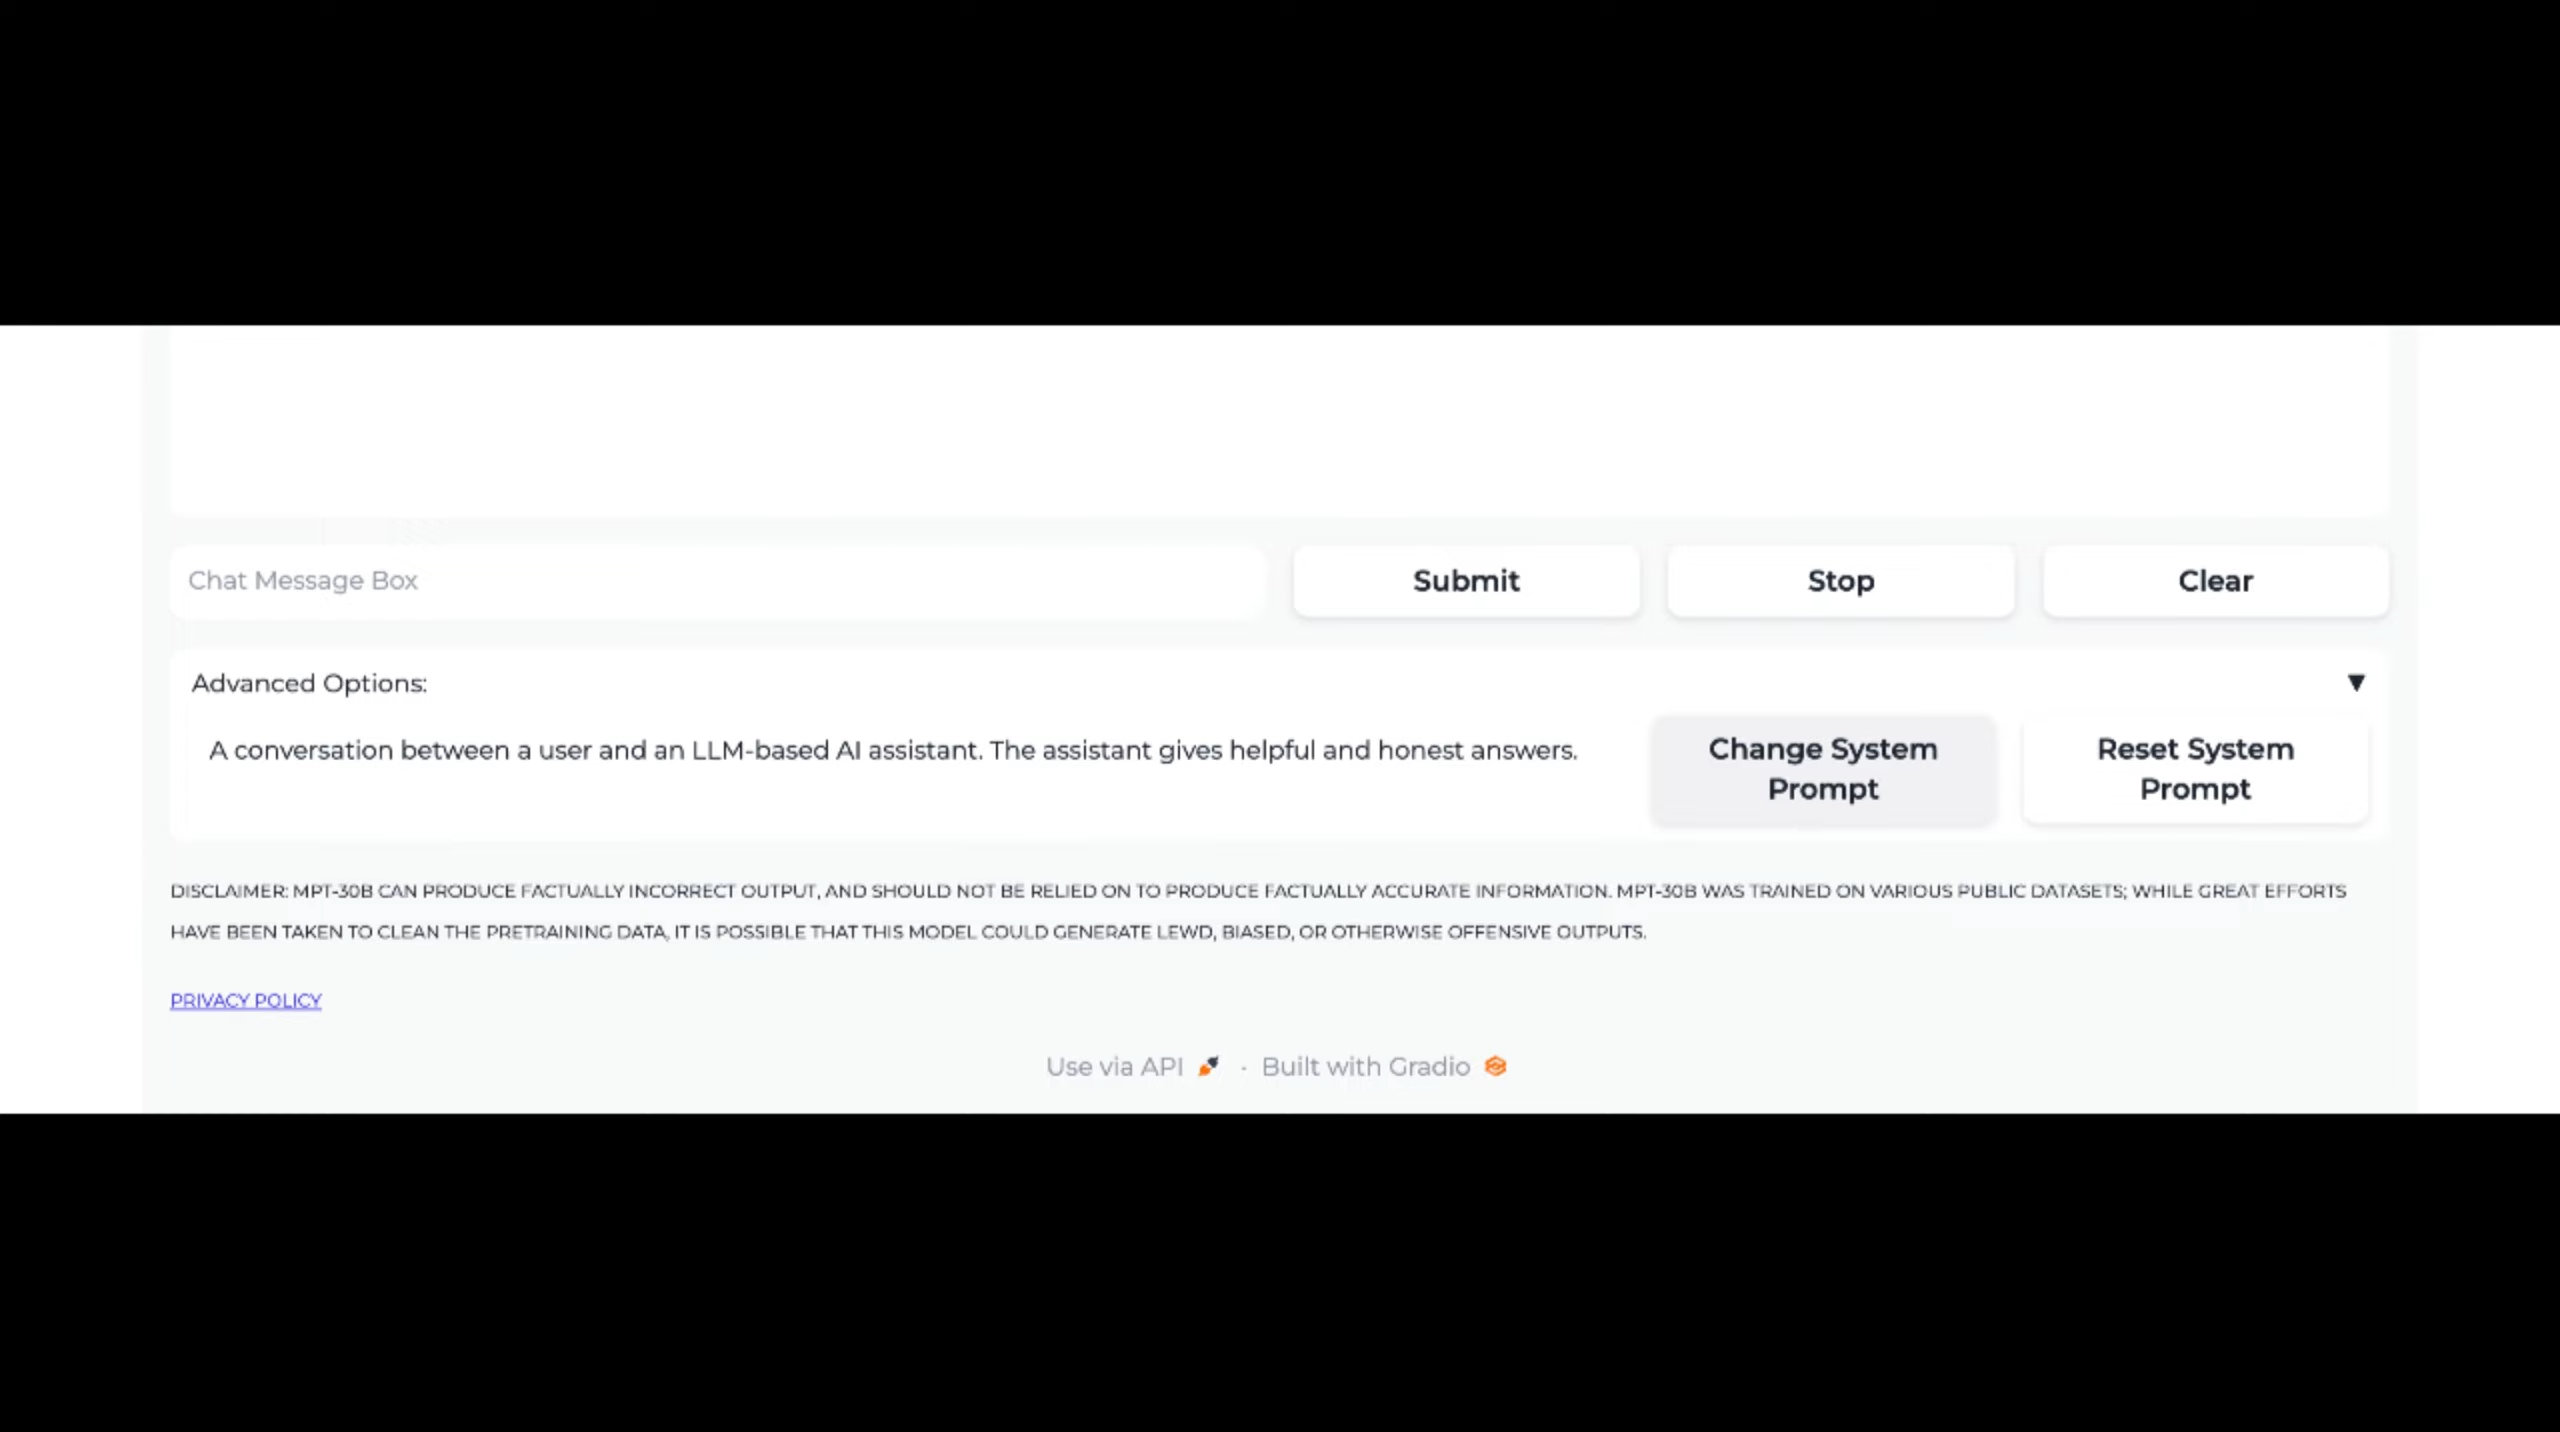 Chat Message Box
Submit
Stop
Clear
Advanced Options:
▼
A conversation between a user and an LLM-based AI assistant. The assistant gives helpful and honest answers.
Change System
Prompt
Reset System
Prompt
DISCLAIMER: MPT-30B CAN PRODUCE FACTUALLY INCORRECT OUTPUT, AND SHOULD NOT BE RELIED ON TO PRODUCE FACTUALLY ACCURATE INFORMATION. MPT-30B WAS TRAINED ON VARIOUS PUBLIC DATASETS; WHILE GREAT EFFORTS
HAVE BEEN TAKEN TO CLEAN THE PRETRAINING DATA, IT IS POSSIBLE THAT THIS MODEL COULD GENERATE LEWD, BIASED, OR OTHERWISE OFFENSIVE OUTPUTS.
PRIVACY POLICY
Use via API · Built with Gradio